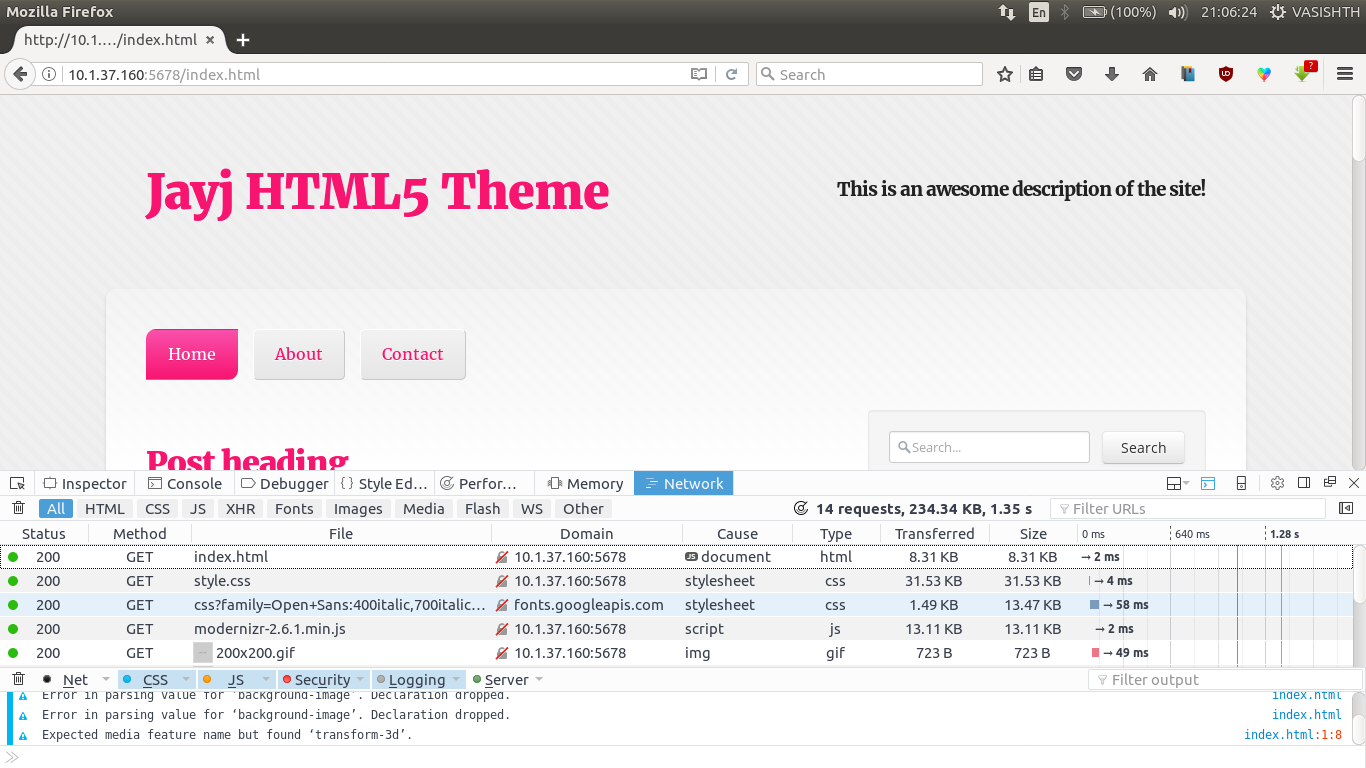 Mozilla Firefox En (100%) 21:06:24 VASISHTH
http://10.1..../index.html × +
10.1.37.160:5678/index.html Search
Jayj HTML5 Theme This is an awesome description of the site!
Home About Contact
Search... Search
Post heading
Inspector Console Debugger { } Style Ed... Perfor... Memory Network
All HTML CSS JS XHR Fonts Images Media Flash WS Other 14 requests, 234.34 KB, 1.35 s Filter URLs
Status Method File Domain Cause Type Transferred Size 0 ms 640 ms 1.28 s
200 GET index.html 10.1.37.160:5678 JS document html 8.31 KB 8.31 KB → 2 ms
200 GET style.css 10.1.37.160:5678 stylesheet css 31.53 KB 31.53 KB → 4 ms
200 GET css?family=Open+Sans:400italic,700italic... fonts.googleapis.com stylesheet css 1.49 KB 13.47 KB → 58 ms
200 GET modernizr-2.6.1.min.js 10.1.37.160:5678 script js 13.11 KB 13.11 KB → 2 ms
200 GET 200x200.gif 10.1.37.160:5678 img gif 723 B 723 B → 49 ms
Net CSS JS Security Logging Server Filter output
Error in parsing value for ‘background-image’. Declaration dropped. index.html
Error in parsing value for ‘background-image’. Declaration dropped. index.html
Expected media feature name but found ‘transform-3d’. index.html:1:8